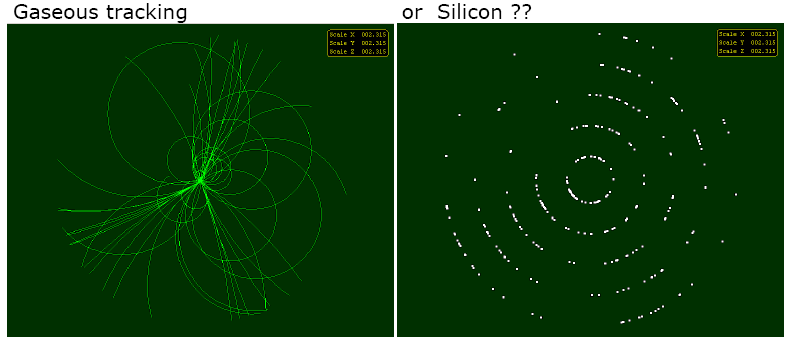 Gaseous tracking
or Silicon ??
Scale X 002.315
Scale Y 002.315
Scale Z 002.315
Scale X 002.315
Scale Y 002.315
Scale Z 002.315